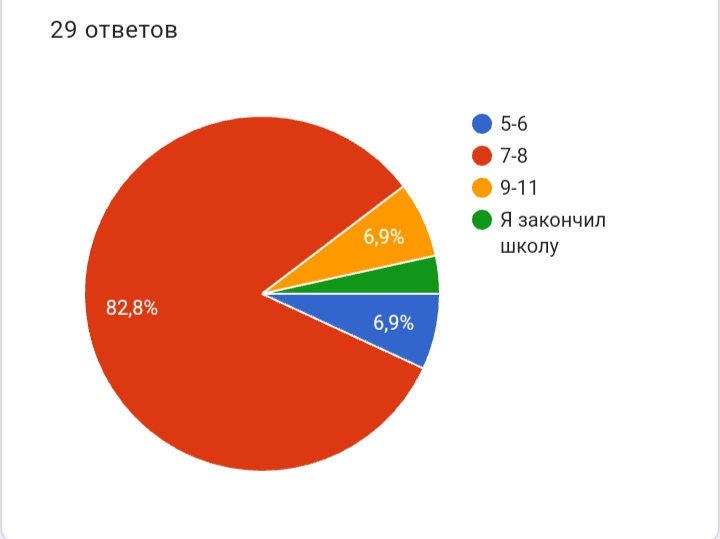 29 ответов
5-6
7-8
9-11
Я закончил
школу
6,9%
82,8%
6,9%